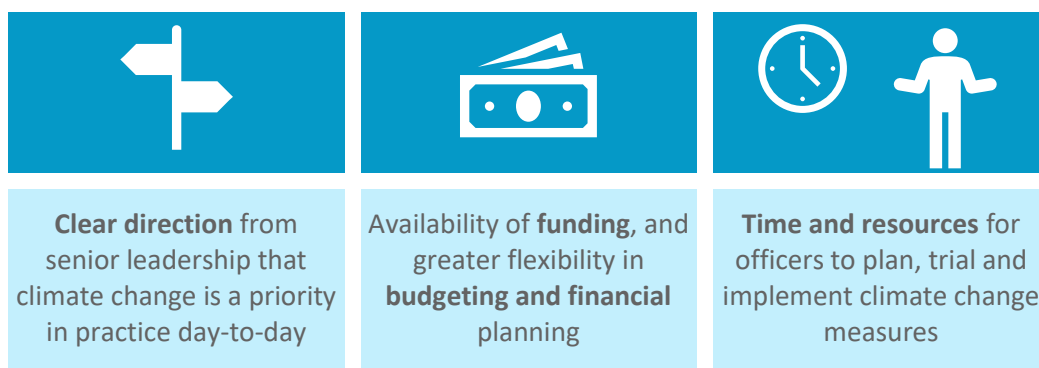 Clear direction from
senior leadership that
climate change is a priority
in practice day-to-day
Availability of funding, and
greater flexibility in
budgeting and financial
planning
Time and resources for
officers to plan, trial and
implement climate change
measures